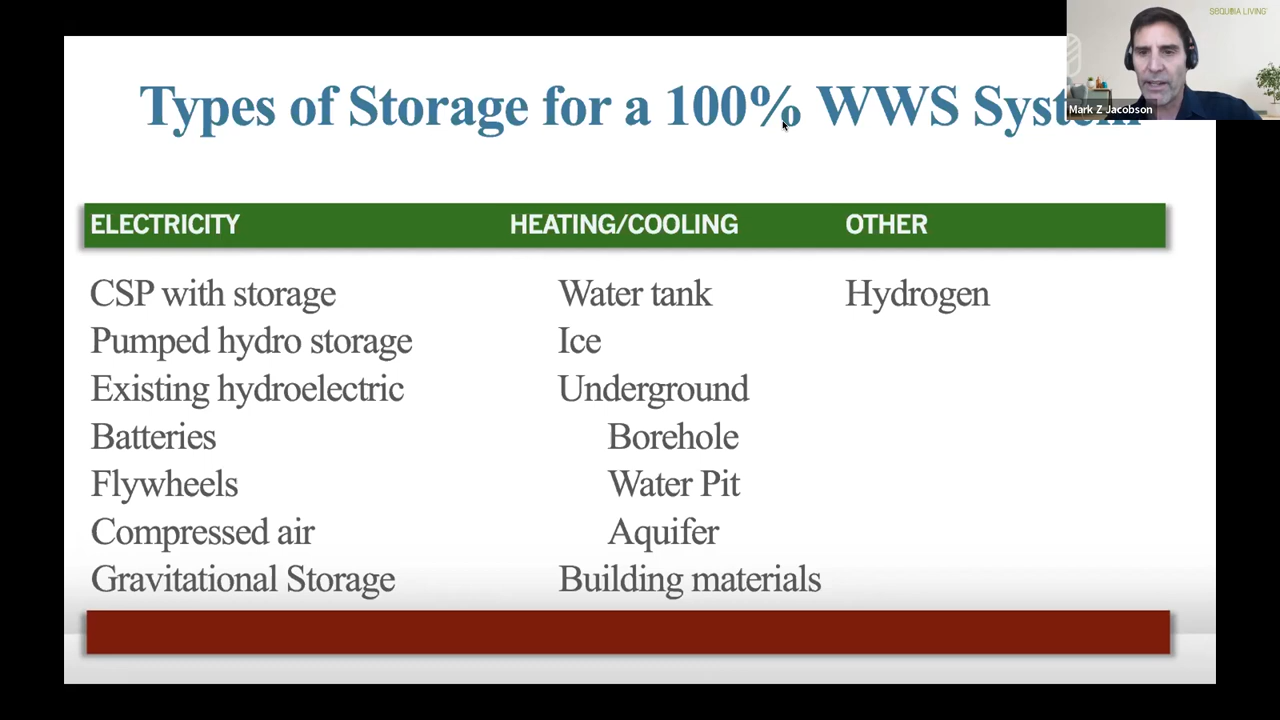 SEQUOIA LIVING
Mark Z Jacobson
Types of Storage for a 100% WWS System
ELECTRICITY HEATING/COOLING OTHER
CSP with storage Water tank Hydrogen
Pumped hydro storage Ice
Existing hydroelectric Underground
Batteries Borehole
Flywheels Water Pit
Compressed air Aquifer
Gravitational Storage Building materials